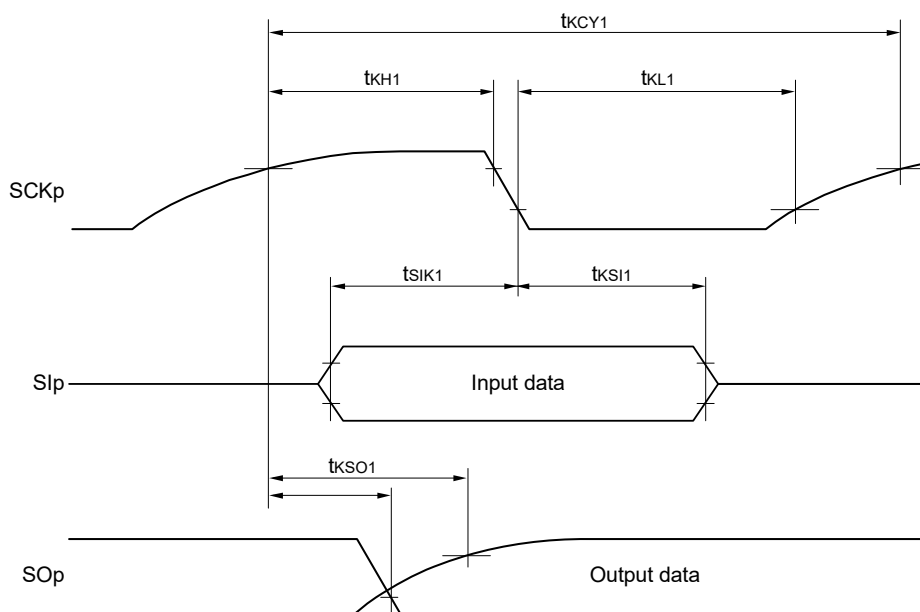 tKCY1
tKH1
tKL1
SCKp
tSIK1
tKSI1
SIp
Input data
tKSO1
SOp
Output data